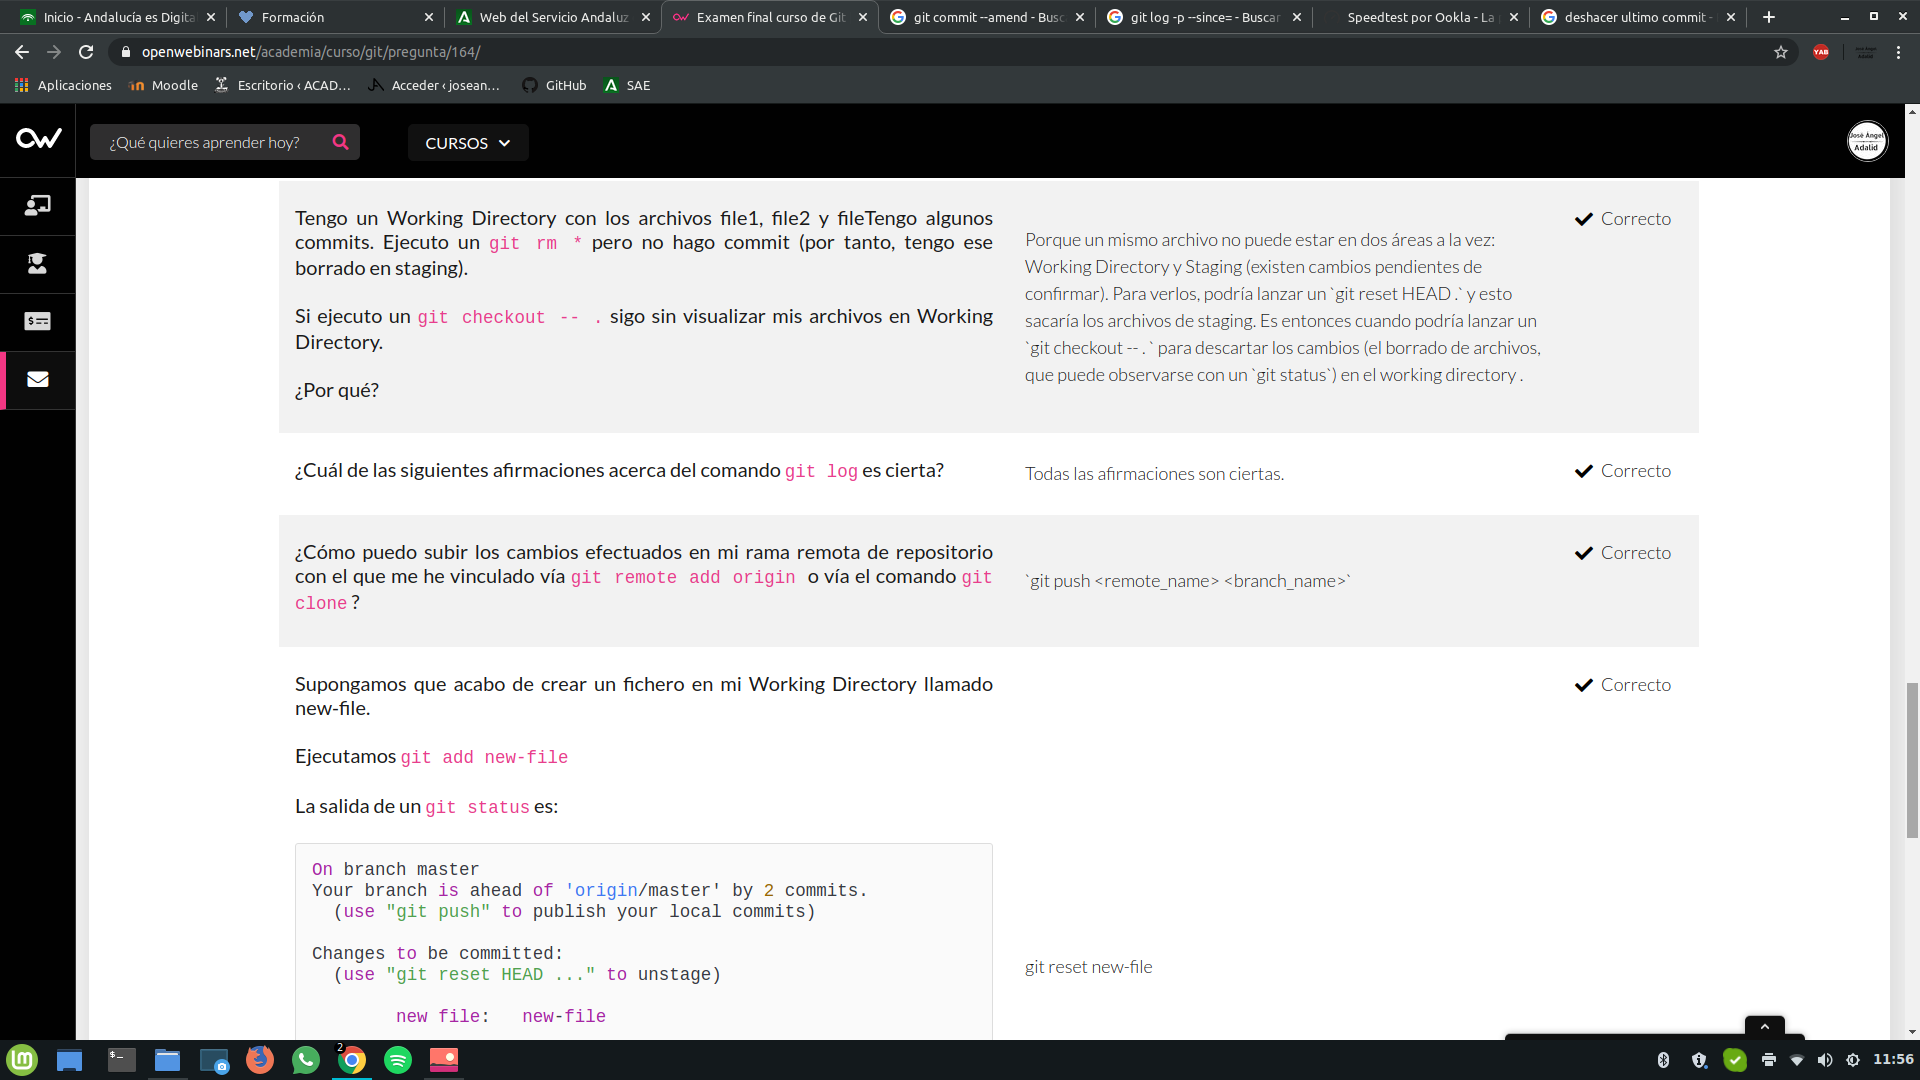 Inicio - Andalucía es Digita
Formación
Web del Servicio Andaluz
Examen final curso de Git
git commit --amend - Busc
git log -p --since= - Buscar
Speedtest por Ookla - La
deshacer ultimo commit -
openwebinars.net/academia/curso/git/pregunta/164/
YAB
Aplicaciones
Moodle
Escritorio ‹ ACAD...
Acceder ‹ josean...
GitHub
SAE
¿Qué quieres aprender hoy?
CURSOS
José Ángel
Adalid
Tengo un Working Directory con los archivos file1, file2 y fileTengo algunos
commits. Ejecuto un git rm * pero no hago commit (por tanto, tengo ese
borrado en staging).
Si ejecuto un git checkout -- . sigo sin visualizar mis archivos en Working
Directory.
¿Por qué?
Porque un mismo archivo no puede estar en dos áreas a la vez:
Working Directory y Staging (existen cambios pendientes de
confirmar). Para verlos, podría lanzar un `git reset HEAD .` y esto
sacaría los archivos de staging. Es entonces cuando podría lanzar un
`git checkout -- . ` para descartar los cambios (el borrado de archivos,
que puede observarse con un `git status`) en el working directory .
Correcto
¿Cuál de las siguientes afirmaciones acerca del comando git log es cierta?
Todas las afirmaciones son ciertas.
Correcto
¿Cómo puedo subir los cambios efectuados en mi rama remota de repositorio
con el que me he vinculado vía git remote add origin o vía el comando git
clone ?
`git push <remote_name> <branch_name>`
Correcto
Supongamos que acabo de crear un fichero en mi Working Directory llamado
new-file.
Ejecutamos git add new-file
La salida de un git status es:
On branch master
Your branch is ahead of 'origin/master' by 2 commits.
(use "git push" to publish your local commits)
Changes to be committed:
(use "git reset HEAD ..." to unstage)
new file: new-file
git reset new-file
Correcto
2
11:56